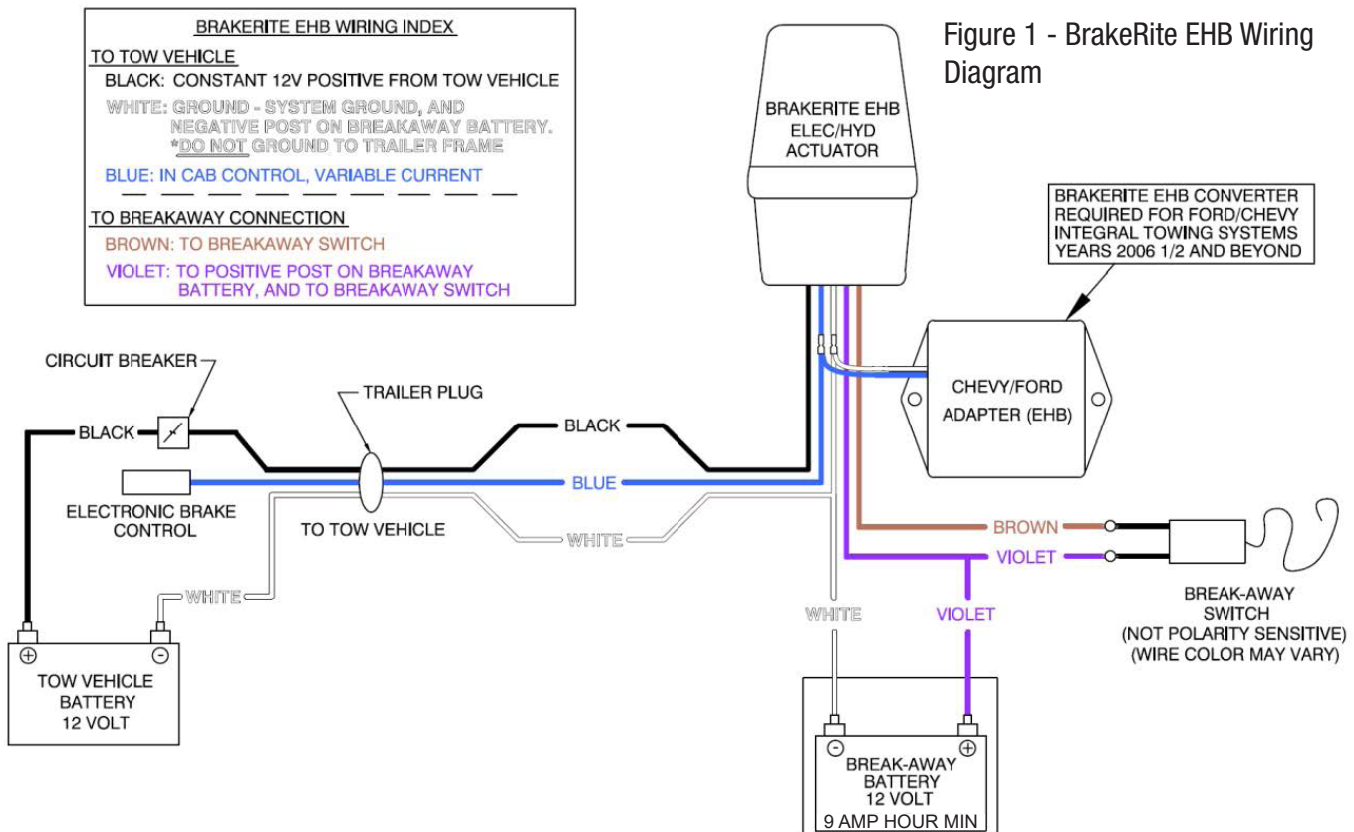 BRAKERITE EHB WIRING INDEX
TO TOW VEHICLE
BLACK: CONSTANT 12V POSITIVE FROM TOW VEHICLE
WHITE: GROUND - SYSTEM GROUND, AND
NEGATIVE POST ON BREAKAWAY BATTERY.
*DO NOT GROUND TO TRAILER FRAME
BLUE: IN CAB CONTROL, VARIABLE CURRENT
TO BREAKAWAY CONNECTION
BROWN: TO BREAKAWAY SWITCH
VIOLET: TO POSITIVE POST ON BREAKAWAY
BATTERY, AND TO BREAKAWAY SWITCH
Figure 1 - BrakeRite EHB Wiring
Diagram
BRAKERITE EHB
ELEC/HYD
ACTUATOR
BRAKERITE EHB CONVERTER
REQUIRED FOR FORD/CHEVY
INTEGRAL TOWING SYSTEMS
YEARS 2006 1/2 AND BEYOND
CHEVY/FORD
ADAPTER (EHB)
CIRCUIT BREAKER
TRAILER PLUG
BLACK
BLACK
BLUE
ELECTRONIC BRAKE
CONTROL
TO TOW VEHICLE
WHITE
WHITE
+
-
TOW VEHICLE
BATTERY
12 VOLT
BROWN
VIOLET
BREAK-AWAY
SWITCH
(NOT POLARITY SENSITIVE)
(WIRE COLOR MAY VARY)
WHITE
VIOLET
-
+
BREAK-AWAY
BATTERY
12 VOLT
9 AMP HOUR MIN